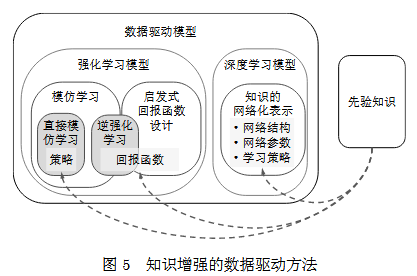 数据驱动模型
强化学习模型
深度学习模型
模仿学习
启发式
回报函数
设计
直接模
仿学习
策略
逆强化
学习
回报函数
知识的
网络化表示
• 网络结构
• 网络参数
• 学习策略
先验知识
图 5 知识增强的数据驱动方法